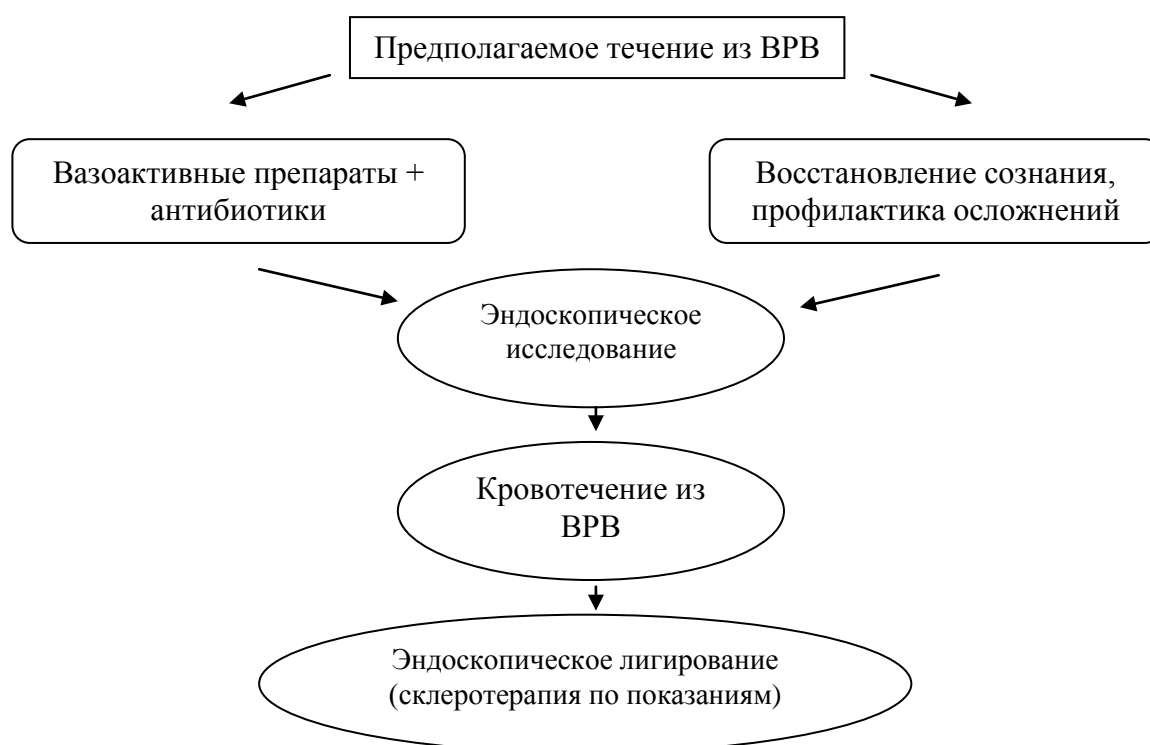 Предполагаемое течение из ВРВ
Вазоактивные препараты +
антибиотики
Восстановление сознания,
профилактика осложнений
Эндоскопическое
исследование
Кровотечение из
ВРВ
Эндоскопическое лигирование
(склеротерапия по показаниям)